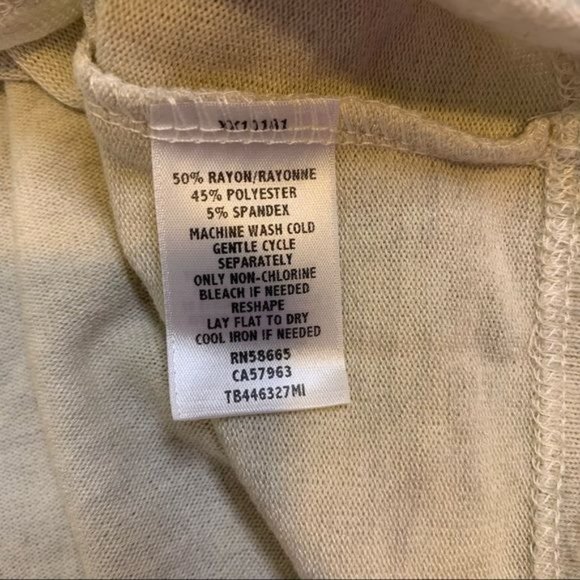 50% RAYON/RAYONNE
45% POLYESTER
5% SPANDEX
MACHINE WASH COLD
GENTLE CYCLE
SEPARATELY
ONLY NON-CHLORINE
BLEACH IF NEEDED
RESHAPE
LAY FLAT TO DRY
COOL IRON IF NEEDED
RN58665
CA57963
TB446327MI